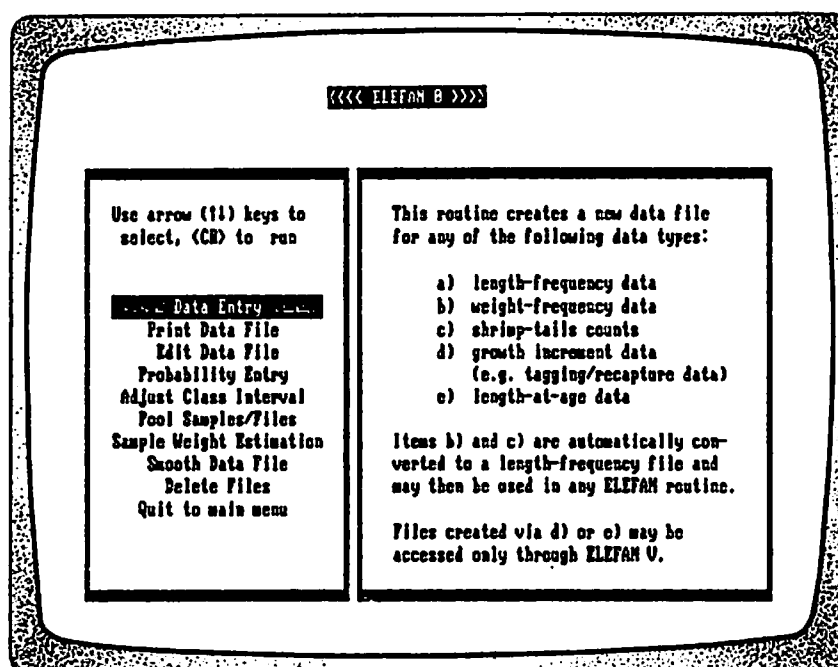 <<<< ELEFAN 0 >>>>
Use arrow (↑↓) keys to
select, <CR> to run
Data Entry
Print Data File
Edit Data File
Probability Entry
Adjust Class Interval
Pool Samples/Files
Sample Weight Estimation
Smooth Data File
Delete Files
Quit to main menu
This routine creates a new data file
for any of the following data types:
a) length-frequency data
b) weight-frequency data
c) shrimp-tails counts
d) growth increment data
(e.g. tagging/recapture data)
e) length-at-age data
Items b) and c) are automatically con-
verted to a length-frequency file and
may then be used in any ELEFAN routine.
Files created via d) or e) may be
accessed only through ELEFAN V.